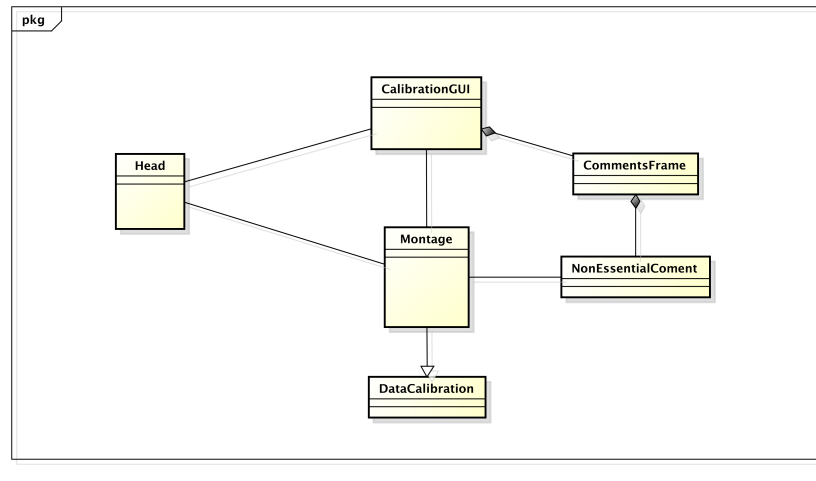 pkg
CalibrationGUI
Head
CommentsFrame
Montage
NonEssentialComent
DataCalibration